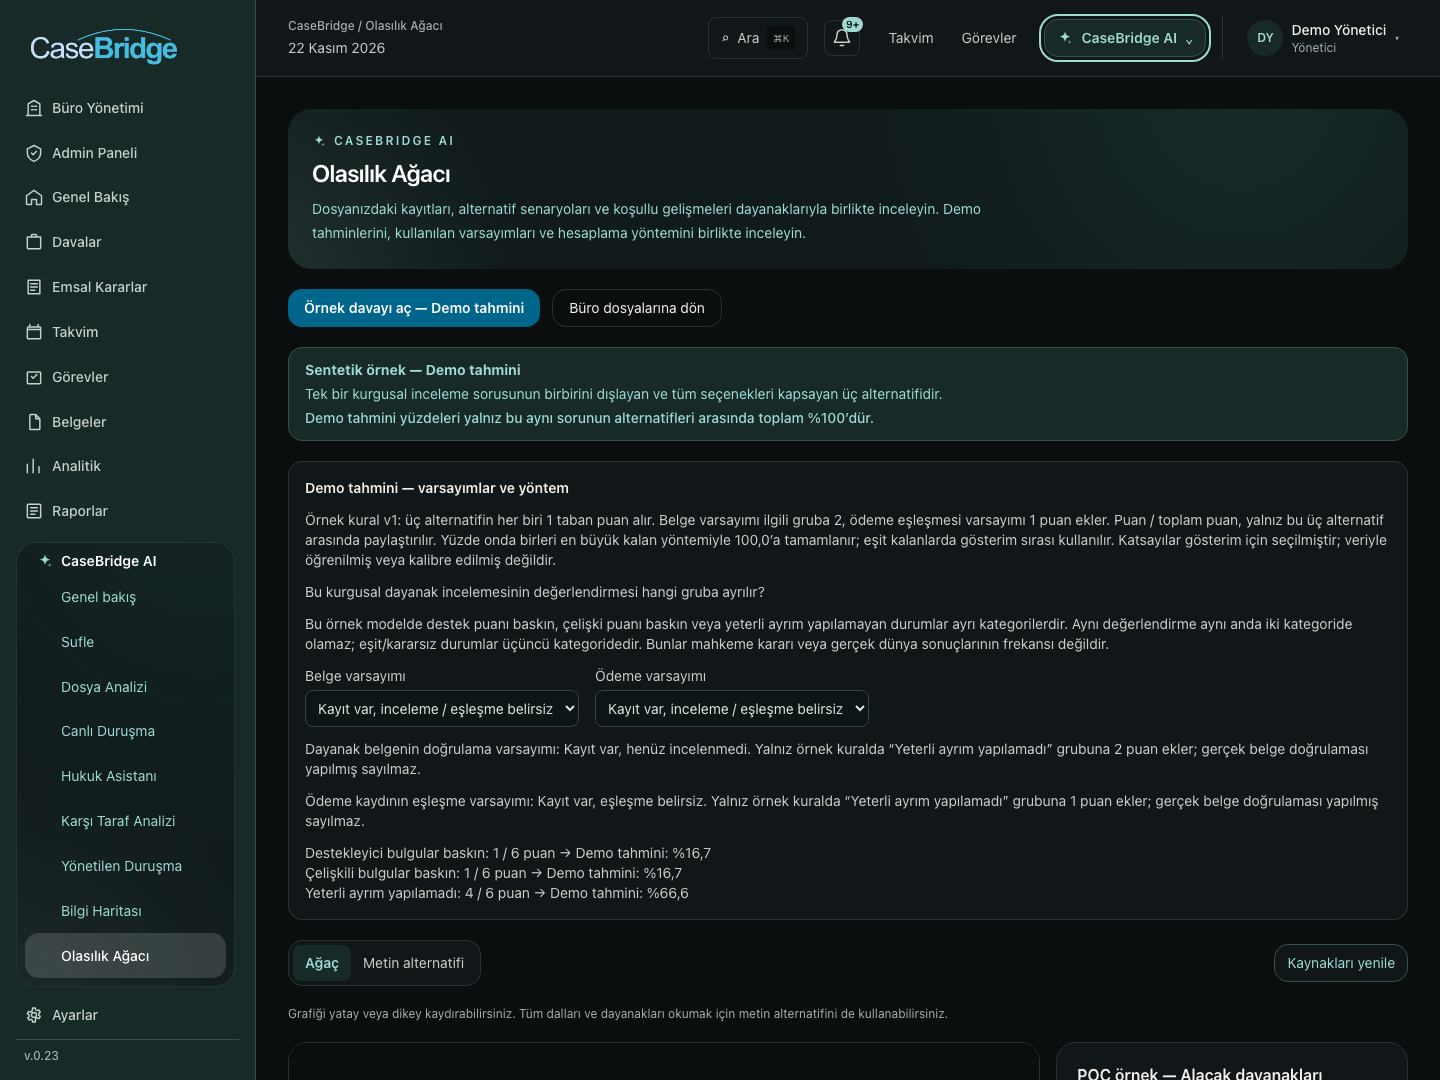 CaseBridge
Büro Yönetimi
Admin Paneli
Genel Bakış
Davalar
Emsal Kararlar
Takvim
Görevler
Belgeler
Analitik
Raporlar
CaseBridge AI
Genel bakış
Sufle
Dosya Analizi
Canlı Duruşma
Hukuk Asistanı
Karşı Taraf Analizi
Yönetilen Duruşma
Bilgi Haritası
Olasılık Ağacı
Ayarlar
v.0.23
CaseBridge / Olasılık Ağacı
22 Kasım 2026
Ara ⌘K
9+
Takvim
Görevler
CaseBridge AI
DY
Demo Yönetici
Yönetici
CASEBRIDGE AI
Olasılık Ağacı
Dosyanızdaki kayıtları, alternatif senaryoları ve koşullu gelişmeleri dayanaklarıyla birlikte inceleyin. Demo
tahminlerini, kullanılan varsayımları ve hesaplama yöntemini birlikte inceleyin.
Örnek davayı aç — Demo tahmini
Büro dosyalarına dön
Sentetik örnek — Demo tahmini
Tek bir kurgusal inceleme sorusunun birbirini dışlayan ve tüm seçenekleri kapsayan üç alternatifidir.
Demo tahmini yüzdeleri yalnız bu aynı sorunun alternatifleri arasında toplam %100’dür.
Demo tahmini — varsayımlar ve yöntem
Örnek kural v1: üç alternatifin her biri 1 taban puan alır. Belge varsayımı ilgili gruba 2, ödeme eşleşmesi varsayımı 1 puan ekler. Puan / toplam puan, yalnız bu üç alternatif
arasında paylaştırılır. Yüzde onda birleri en büyük kalan yöntemiyle 100,0’a tamamlanır; eşit kalanlarda gösterim sırası kullanılır. Katsayılar gösterim için seçilmiştir; veriyle
öğrenilmiş veya kalibre edilmiş değildir.
Bu kurgusal dayanak incelemesinin değerlendirmesi hangi gruba ayrılır?
Bu örnek modelde destek puanı baskın, çelişki puanı baskın veya yeterli ayrım yapılamayan durumlar ayrı kategorilerdir. Aynı değerlendirme aynı anda iki kategoride
olamaz; eşit/kararsız durumlar üçüncü kategoridedir. Bunlar mahkeme kararı veya gerçek dünya sonuçlarının frekansı değildir.
Belge varsayımı
Ödeme varsayımı
Kayıt var, inceleme / eşleşme belirsiz
Kayıt var, inceleme / eşleşme belirsiz
Dayanak belgenin doğrulama varsayımı: Kayıt var, henüz incelenmedi. Yalnız örnek kuralda “Yeterli ayrım yapılamadı” grubuna 2 puan ekler; gerçek belge doğrulaması
yapılmış sayılmaz.
Ödeme kaydının eşleşme varsayımı: Kayıt var, eşleşme belirsiz. Yalnız örnek kuralda “Yeterli ayrım yapılamadı” grubuna 1 puan ekler; gerçek belge doğrulaması yapılmış
sayılmaz.
Destekleyici bulgular baskın: 1 / 6 puan → Demo tahmini: %16,7
Çelişkili bulgular baskın: 1 / 6 puan → Demo tahmini: %16,7
Yeterli ayrım yapılamadı: 4 / 6 puan → Demo tahmini: %66,6
Ağaç
Metin alternatifi
Kaynakları yenile
Grafiği yatay veya dikey kaydırabilirsiniz. Tüm dalları ve dayanakları okumak için metin alternatifini de kullanabilirsiniz.
POC örnek — Alacak dayanakları